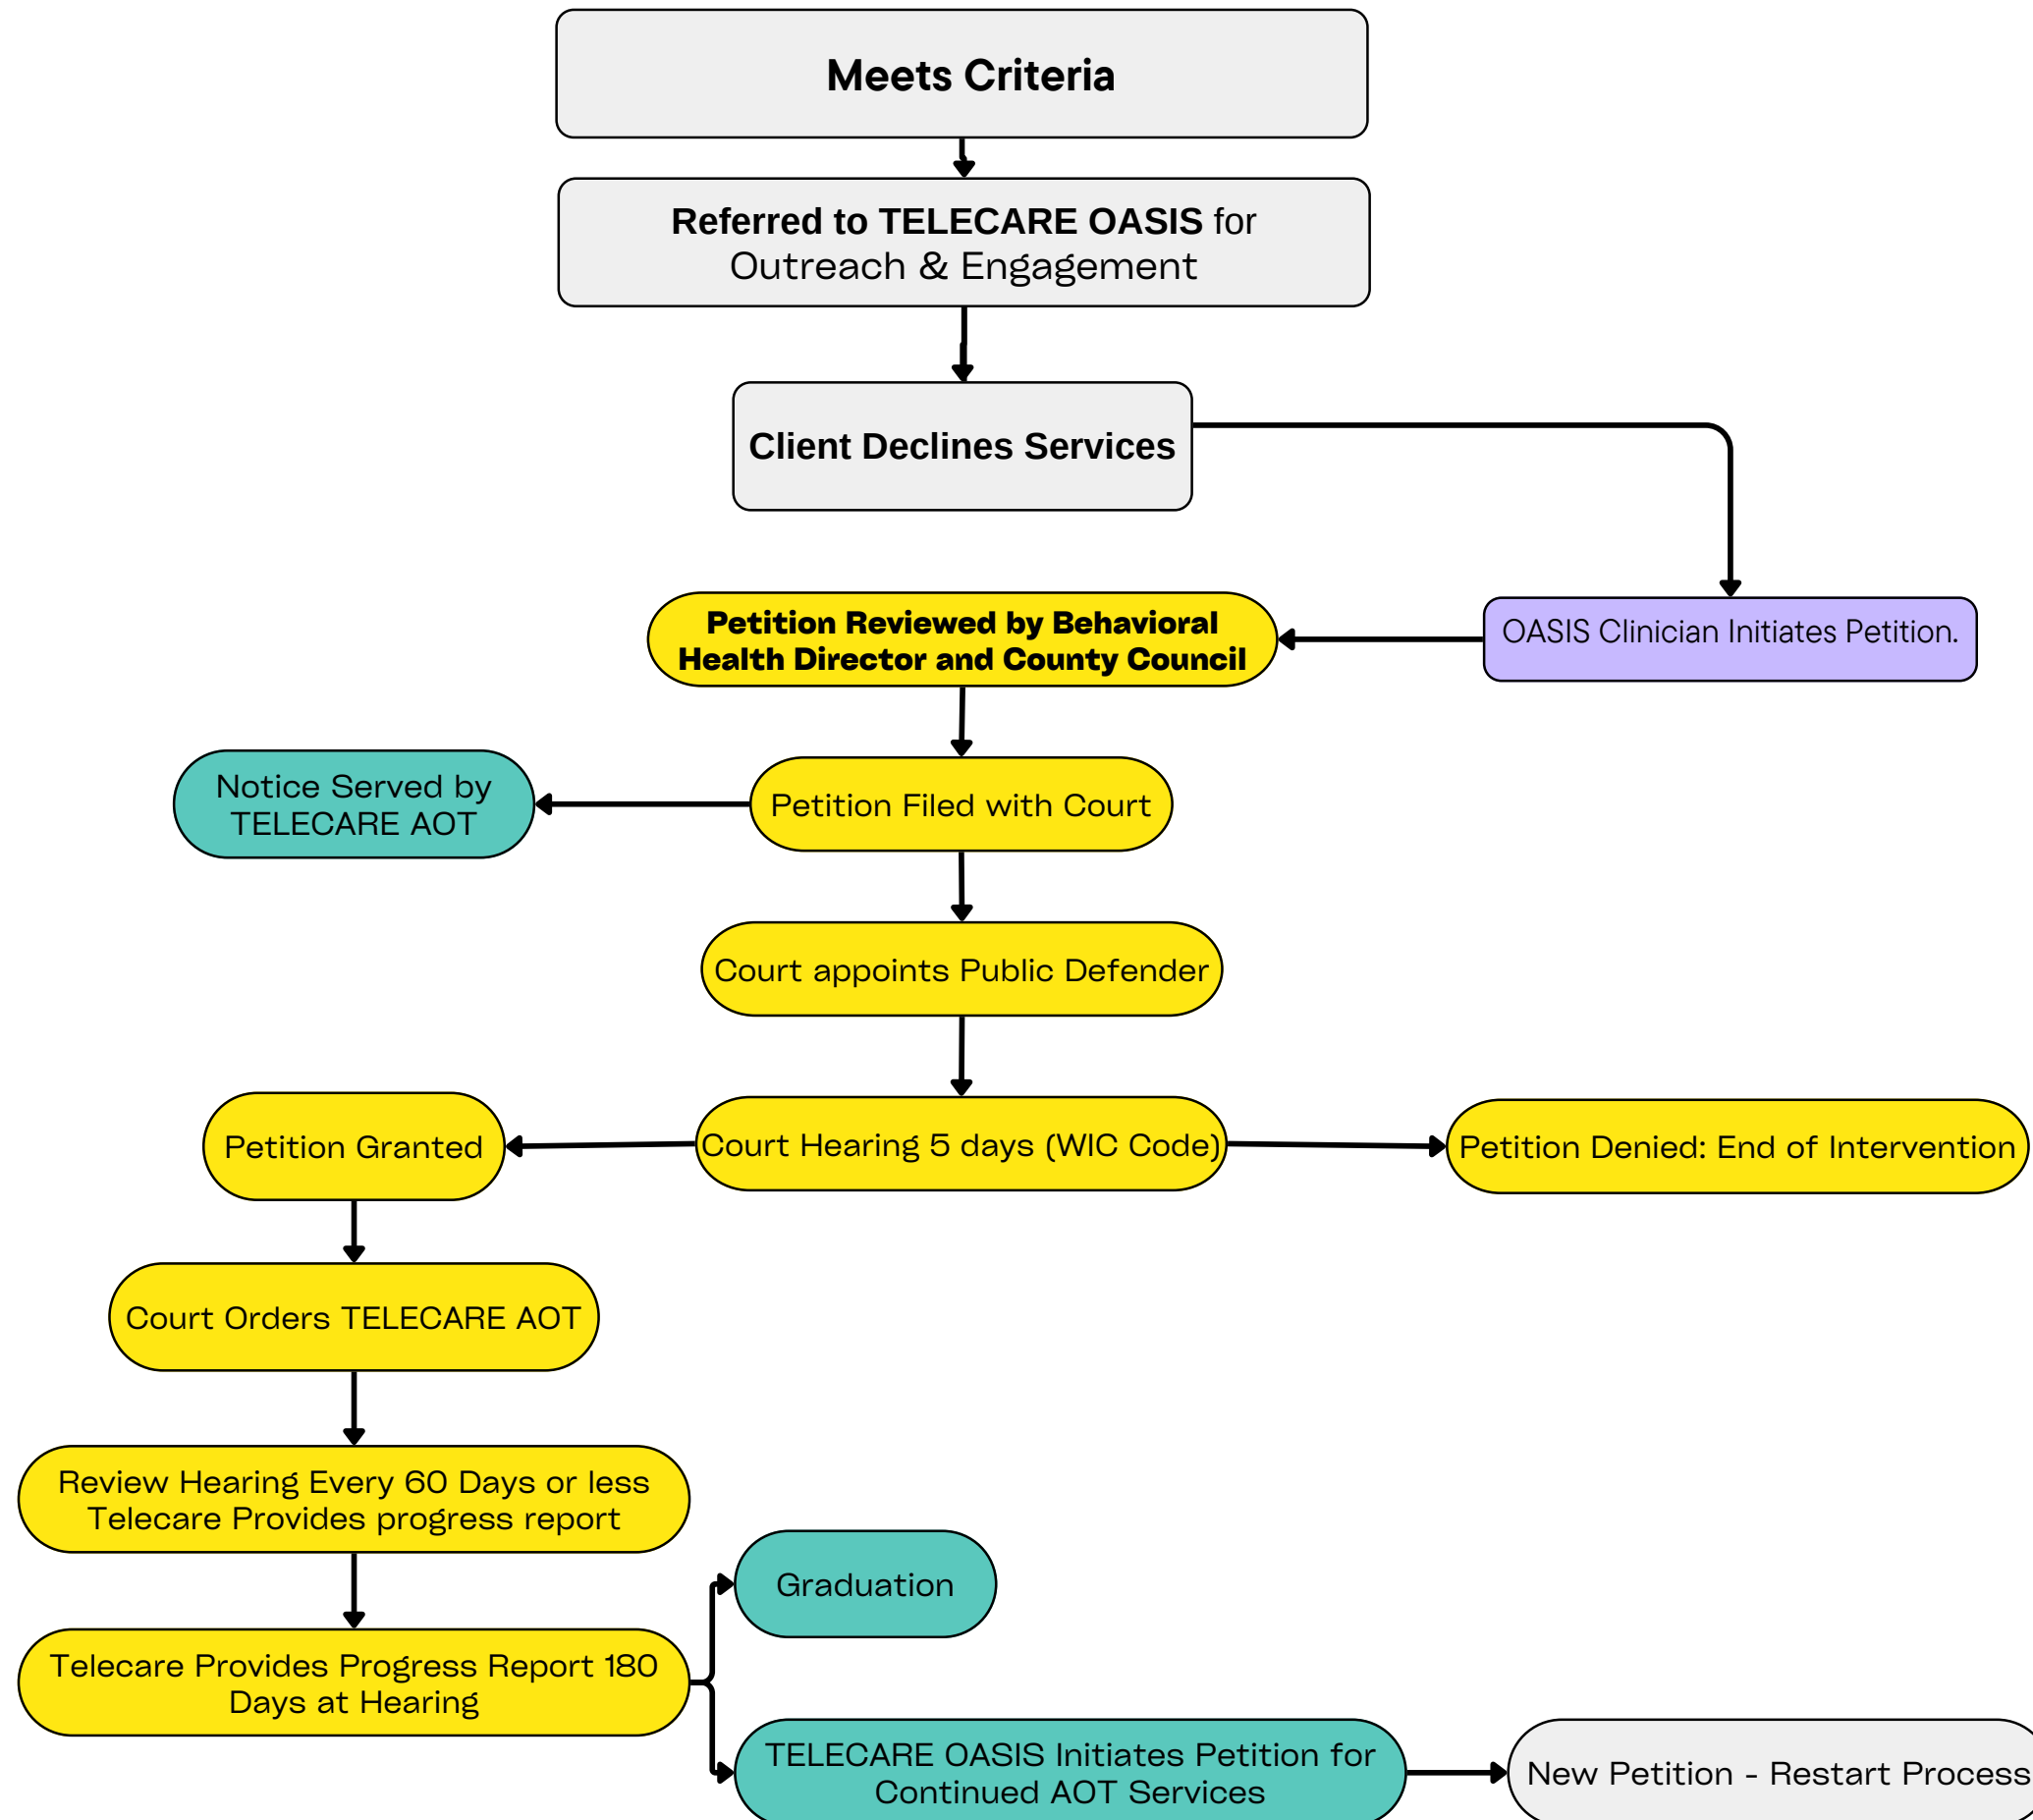 Meets Criteria
Referred to TELECARE OASIS for
Outreach & Engagement
Client Declines Services
OASIS Clinician Initiates Petition.
Petition Reviewed by Behavioral
Health Director and County Council
Notice Served by
TELECARE AOT
Petition Filed with Court
Court appoints Public Defender
Petition Granted
Court Hearing 5 days (WIC Code)
Petition Denied: End of Intervention
Court Orders TELECARE AOT
Review Hearing Every 60 Days or less
Telecare Provides progress report
Graduation
Telecare Provides Progress Report 180
Days at Hearing
TELECARE OASIS Initiates Petition for
Continued AOT Services
New Petition - Restart Process